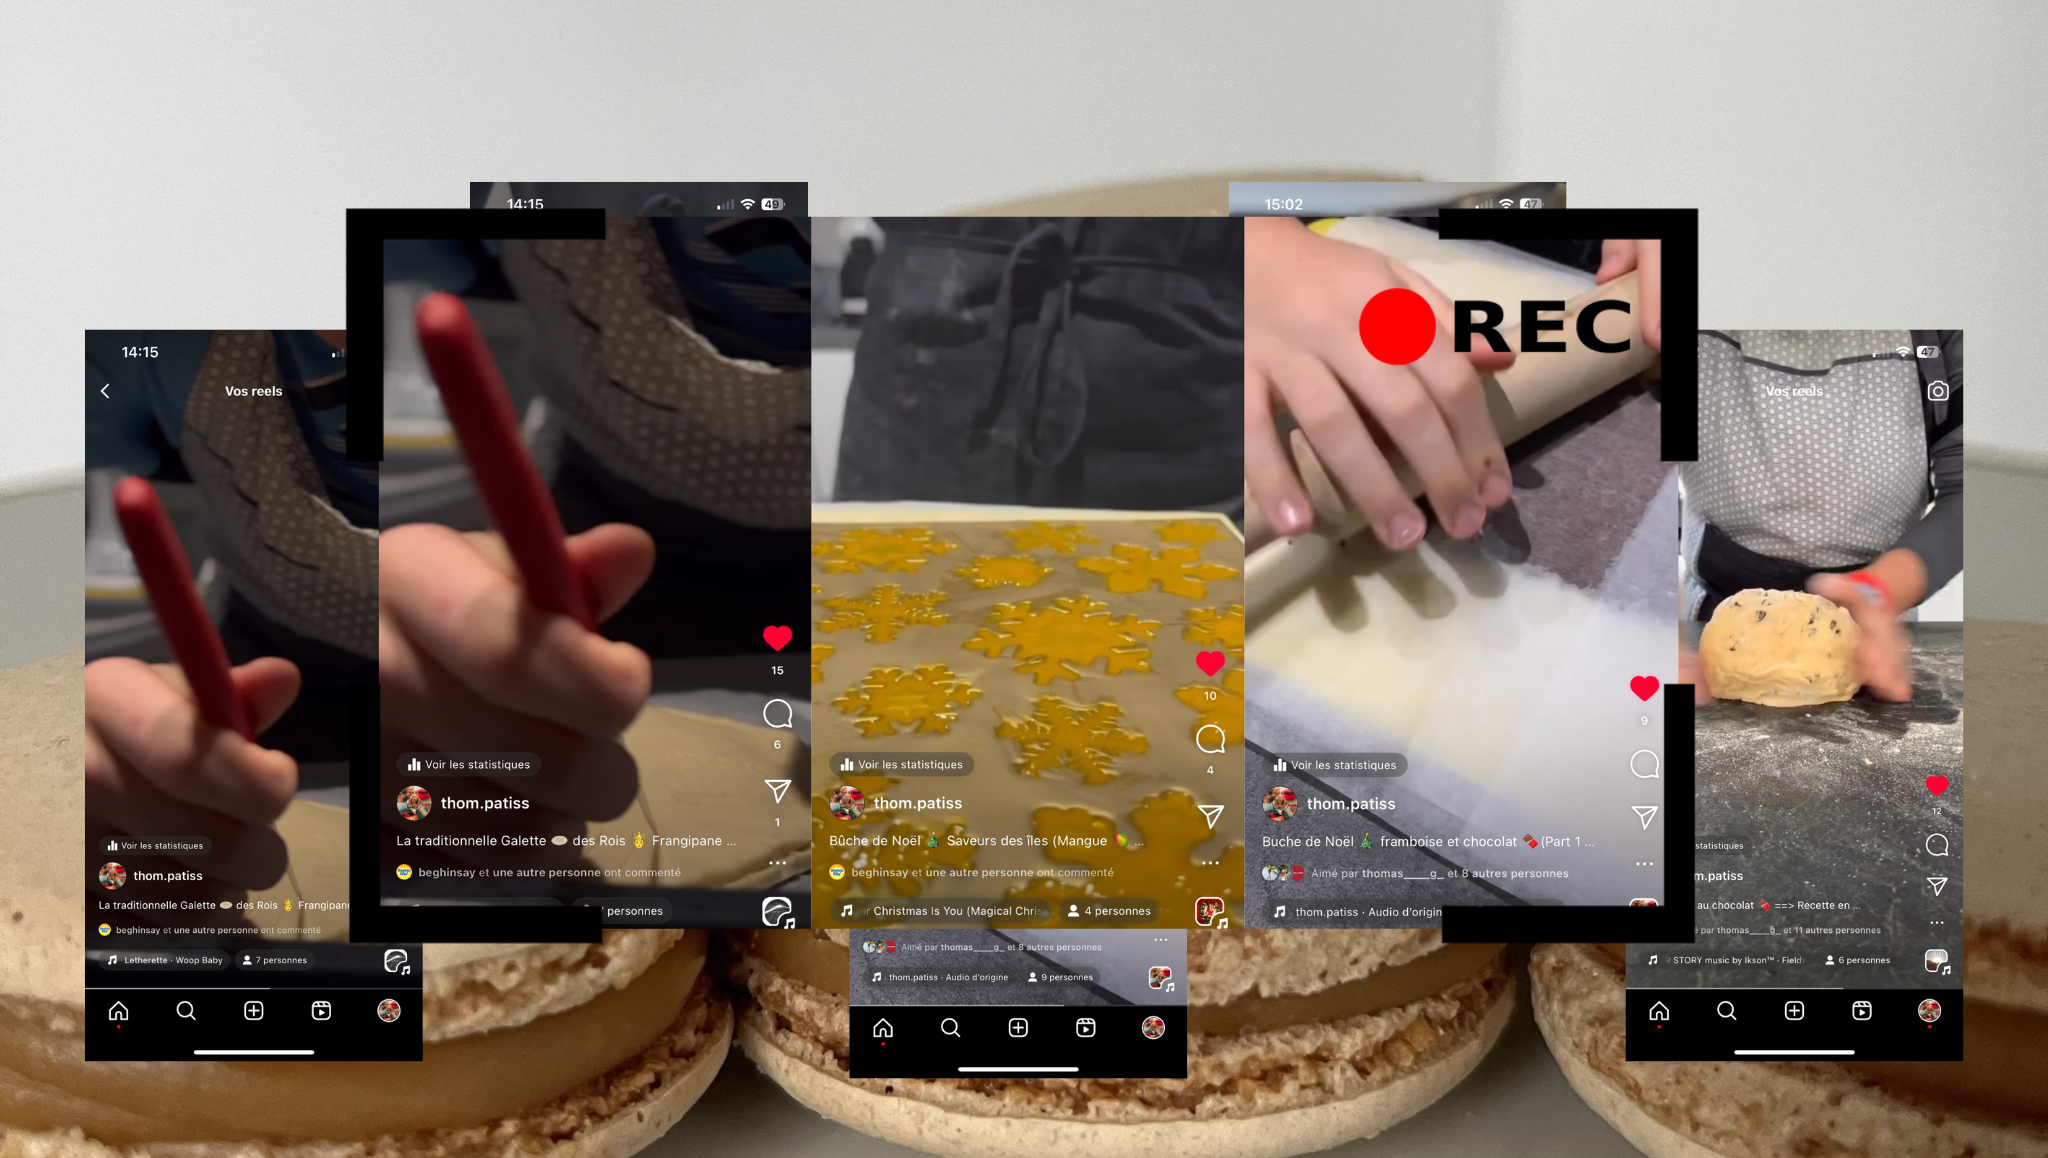 14:15
49
15:02
47
REC
14:15
Vos reels
15
6
1
Voir les statistiques
thom.patiss
La traditionnelle Galette 🫓 des Rois 🤴 Frangipane ...
beghinsay et une autre personne ont commenté
personnes
10
4
Voir les statistiques
thom.patiss
Bûche de Noël 🎄 Saveurs des îles (Mangue 🥭 ...
beghinsay et une autre personne ont commenté
Christmas Is You (Magical Chris
4 personnes
9
Voir les statistiques
thom.patiss
Buche de Noël 🎄 framboise et chocolat 🍫(Part 1 ...
Aimé par thomas____g_ et 8 autres personnes
thom.patiss · Audio d'origin
Voir les statistiques
thom.patiss
La traditionnelle Galette 🫓 des Rois 🤴 Frangipan
beghinsay et une autre personne ont commenté
Letherette · Woop Baby
7 personnes
Aimé par thomas____g_ et 8 autres personnes
thom.patiss · Audio d'origine
9 personnes
47
Vos reels
12
statistiques
m.patiss
au chocolat 🍫 ==> Recette en ...
par thomas____g_ et 11 autres personnes
STORY music by Ikson™ · Field
6 personnes